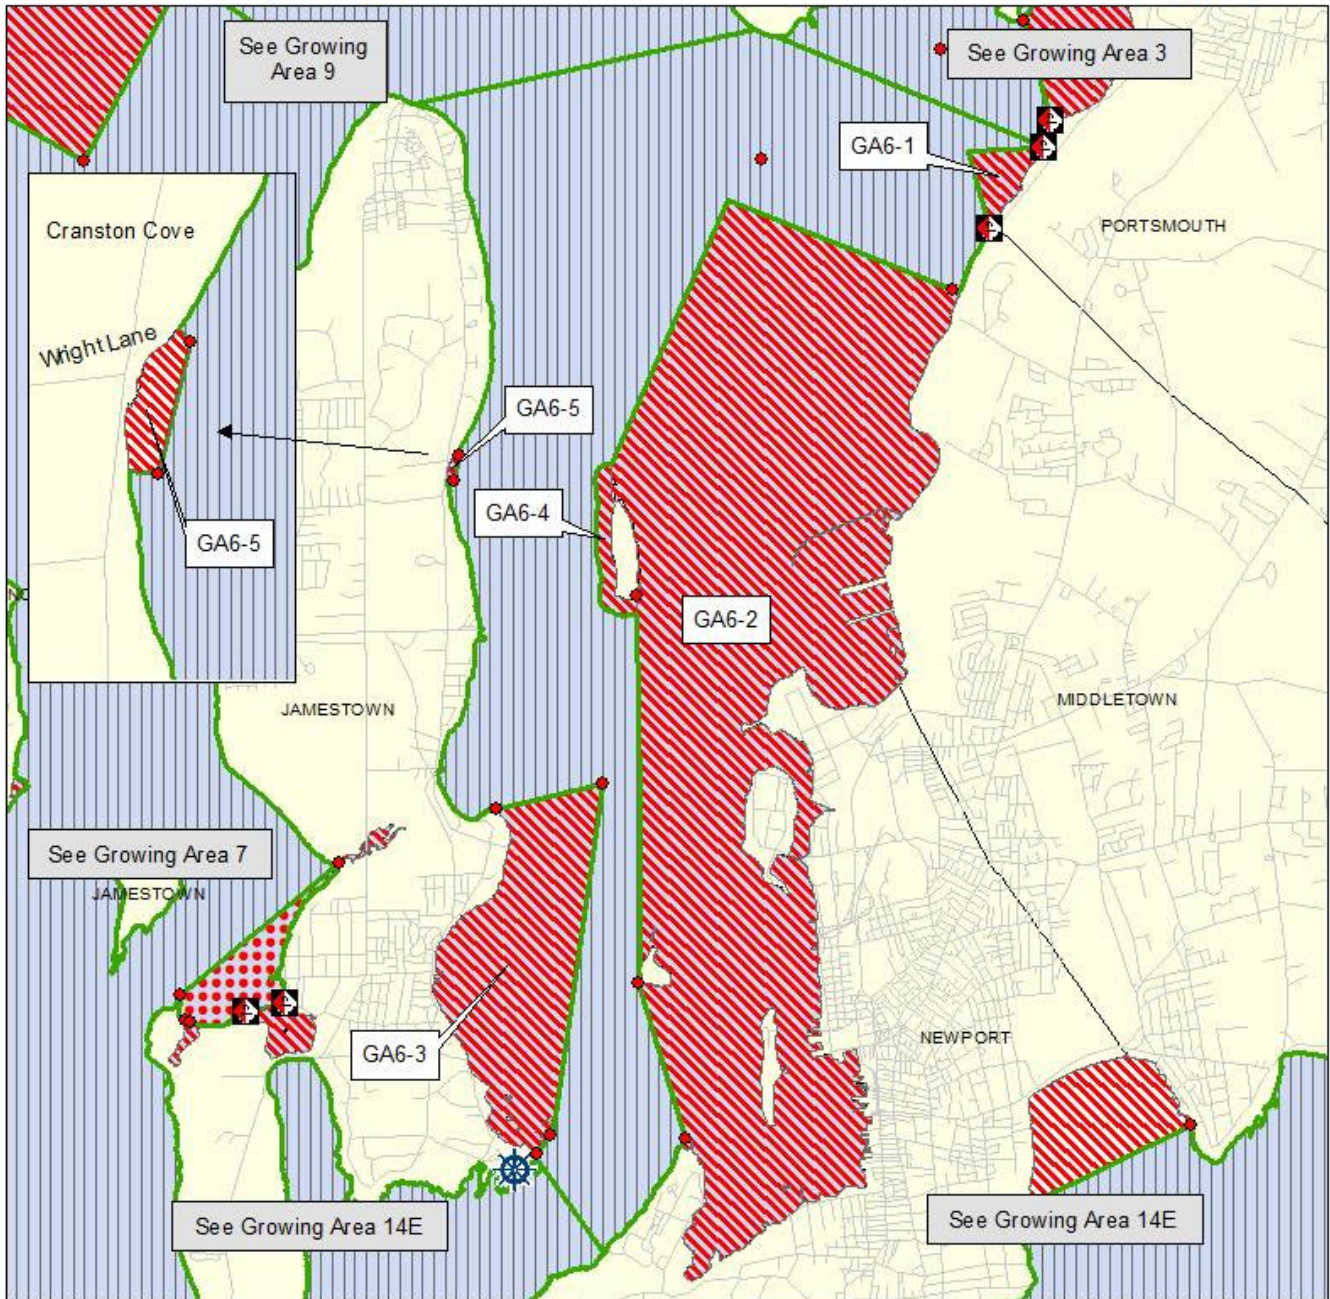 See Growing
Area 9
See Growing Area 3
GA6-1
Cranston Cove
PORTSMOUTH
Wright Lane
GA6-5
GA6-4
GA6-5
GA6-2
JAMESTOWN
MIDDLETOWN
See Growing Area 7
JAMESTOWN
NEWPORT
GA6-3
See Growing Area 14E
See Growing Area 14E